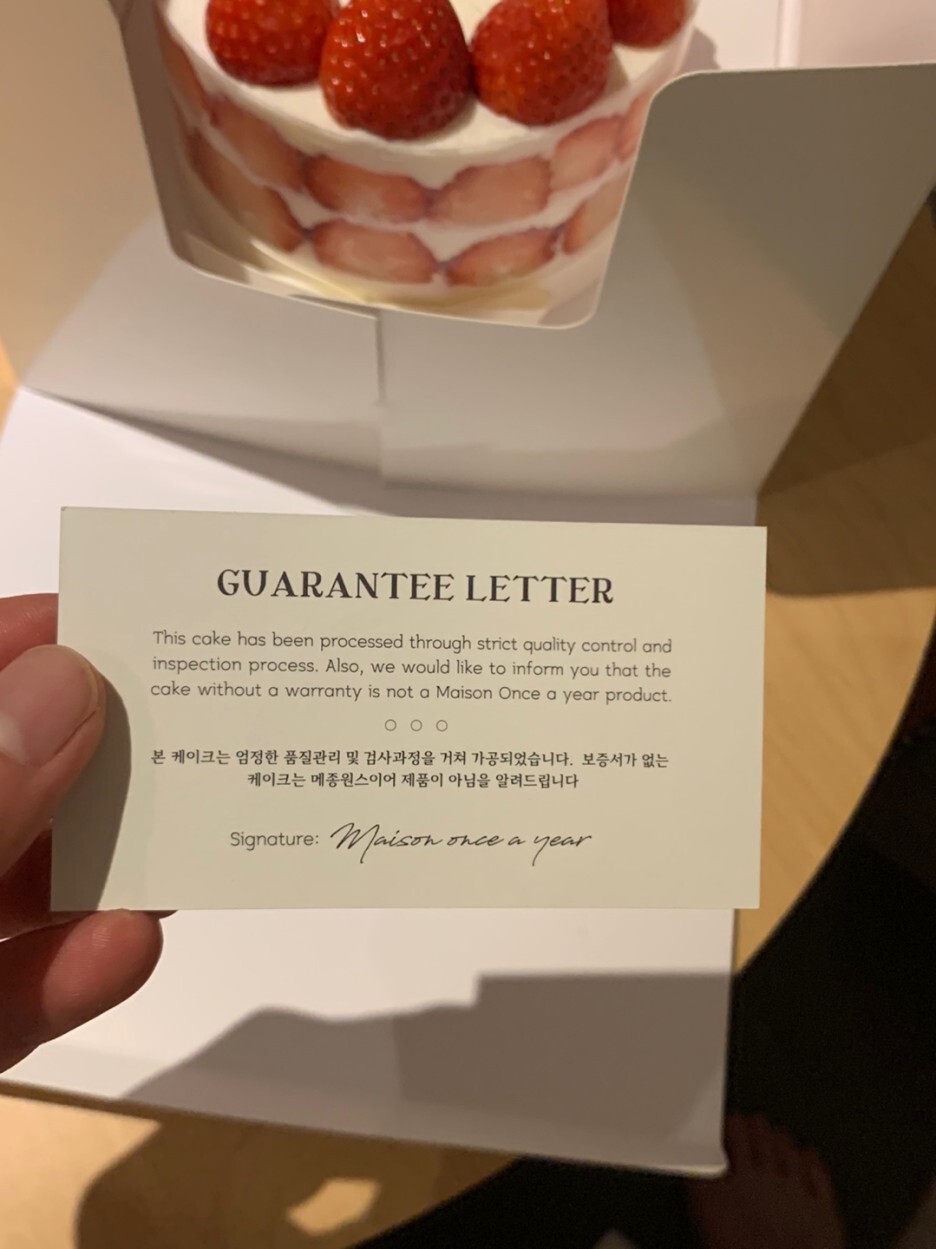 GUARANTEE LETTER
This cake has been processed through strict quality control and
inspection process. Also, we would like to inform you that the
cake without a warranty is not a Maison Once a year product.
본 케이크는 엄정한 품질관리 및 검사과정을 거쳐 가공되었습니다. 보증서가 없는
케이크는 메종원스이어 제품이 아님을 알려드립니다
Signature: Maison once a year